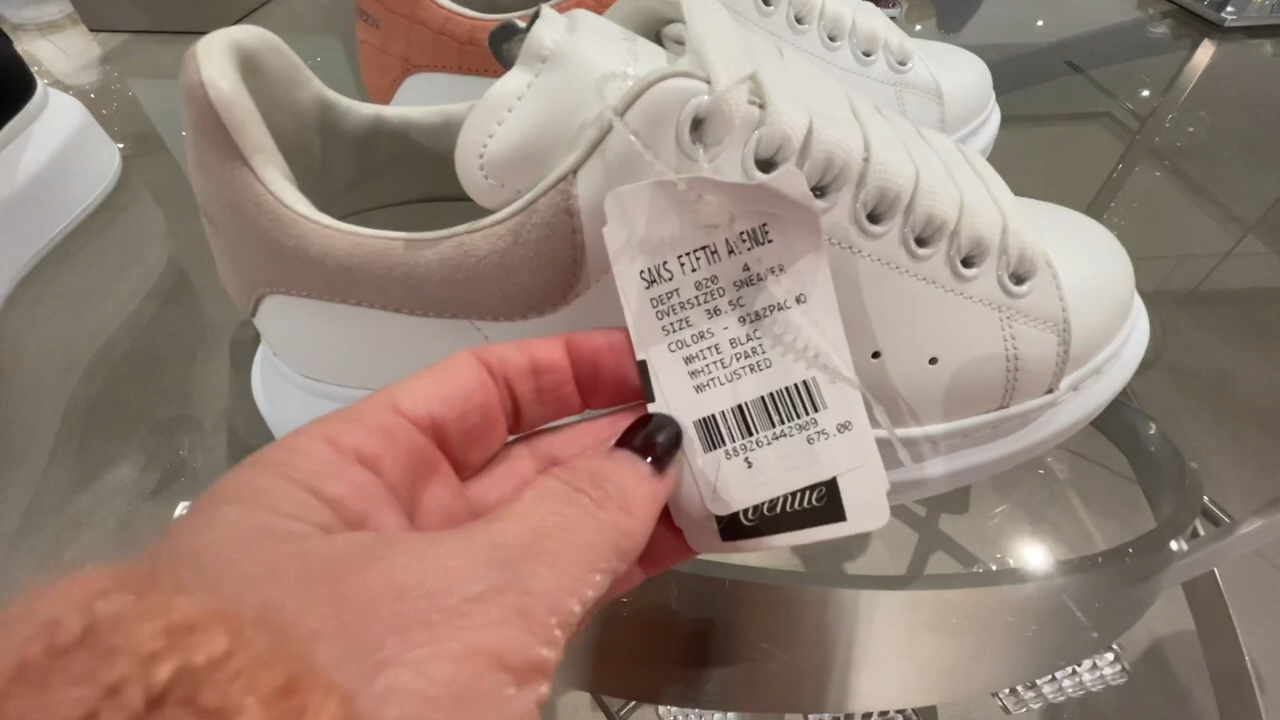 SAKS FIFTH AVENUE
DEPT 020 4
OVERSIZED SNEAKER
SIZE 36.5C
COLORS - 9182PAC
WHITE BLAC
WHITE/PARI
WHTLUSTRED
889261442909
$ 675.00
Avenue